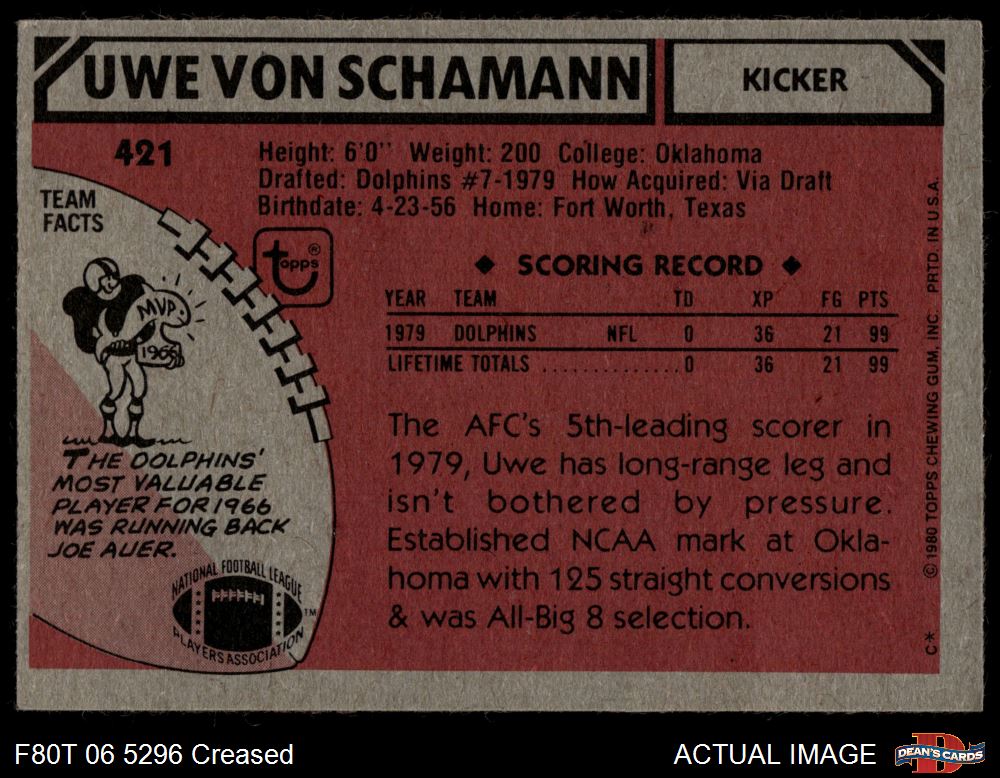 UWE VON SCHAMANN
KICKER
421
Height: 6'0" Weight: 200 College: Oklahoma
Drafted: Dolphins #7-1979 How Acquired: Via Draft
Birthdate: 4-23-56 Home: Fort Worth, Texas
TEAM
FACTS
topps®
MVP
1966
THE DOLPHINS'
MOST VALUABLE
PLAYER FOR 1966
WAS RUNNING BACK
JOE AUER.
NATIONAL FOOTBALL LEAGUE
PLAYERS ASSOCIATION
TM
◆ SCORING RECORD ◆
YEAR TEAM TD XP FG PTS
1979 DOLPHINS NFL 0 36 21 99
LIFETIME TOTALS ..............0 36 21 99
The AFC's 5th-leading scorer in
1979, Uwe has long-range leg and
isn't bothered by pressure.
Established NCAA mark at Okla-
homa with 125 straight conversions
& was All-Big 8 selection.
© 1980 TOPPS CHEWING GUM, INC. PRTD. IN U.S.A.
C*
F80T 06 5296 Creased
ACTUAL IMAGE
DEAN'S CARDS